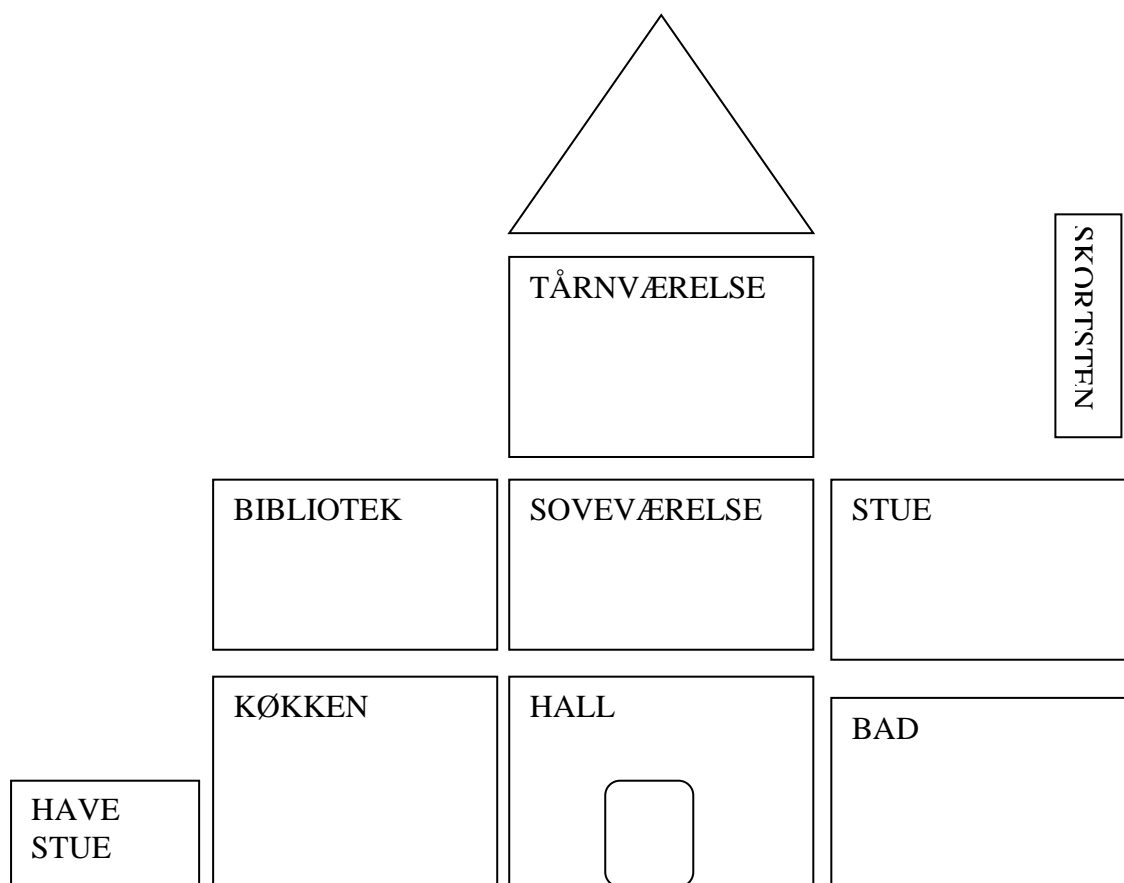 TÅRNVÆRELSE
SKORTSTEN
BIBLIOTEK
SOVEVÆRELSE
STUE
KØKKEN
HALL
BAD
HAVE
STUE